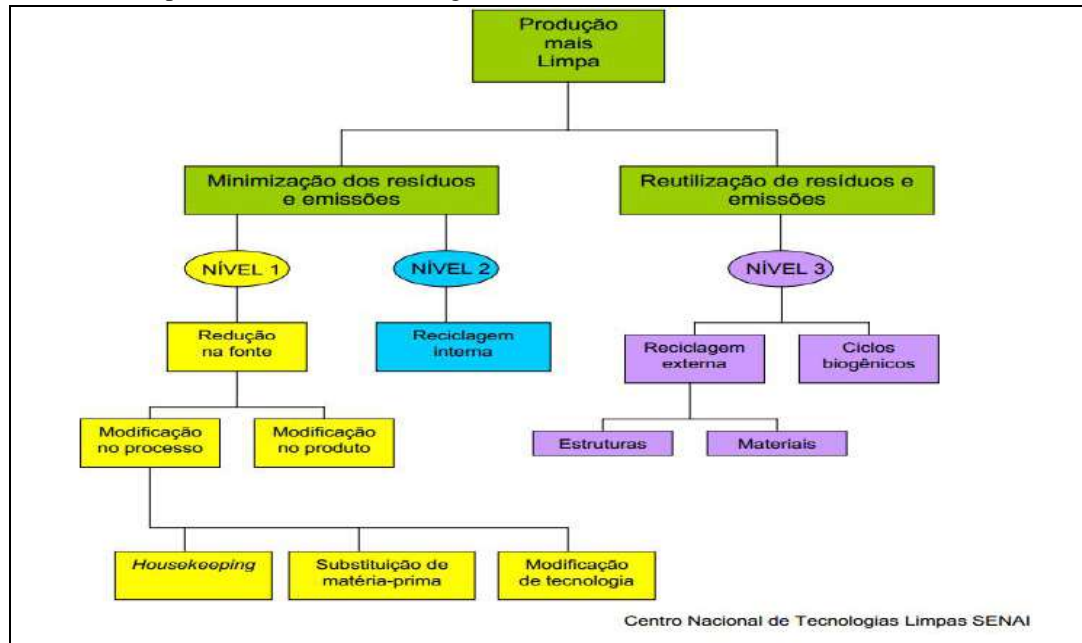 Produção
mais
Limpa
Minimização dos resíduos
e emissões
Reutilização de resíduos e
emissões
NÍVEL 1
NÍVEL 2
NÍVEL 3
Redução
na fonte
Reciclagem
interna
Reciclagem
externa
Ciclos
biogênicos
Modificação
no processo
Modificação
no produto
Estruturas
Materiais
Housekeeping
Substituição de
matéria-prima
Modificação
de tecnologia
Centro Nacional de Tecnologias Limpas SENAI